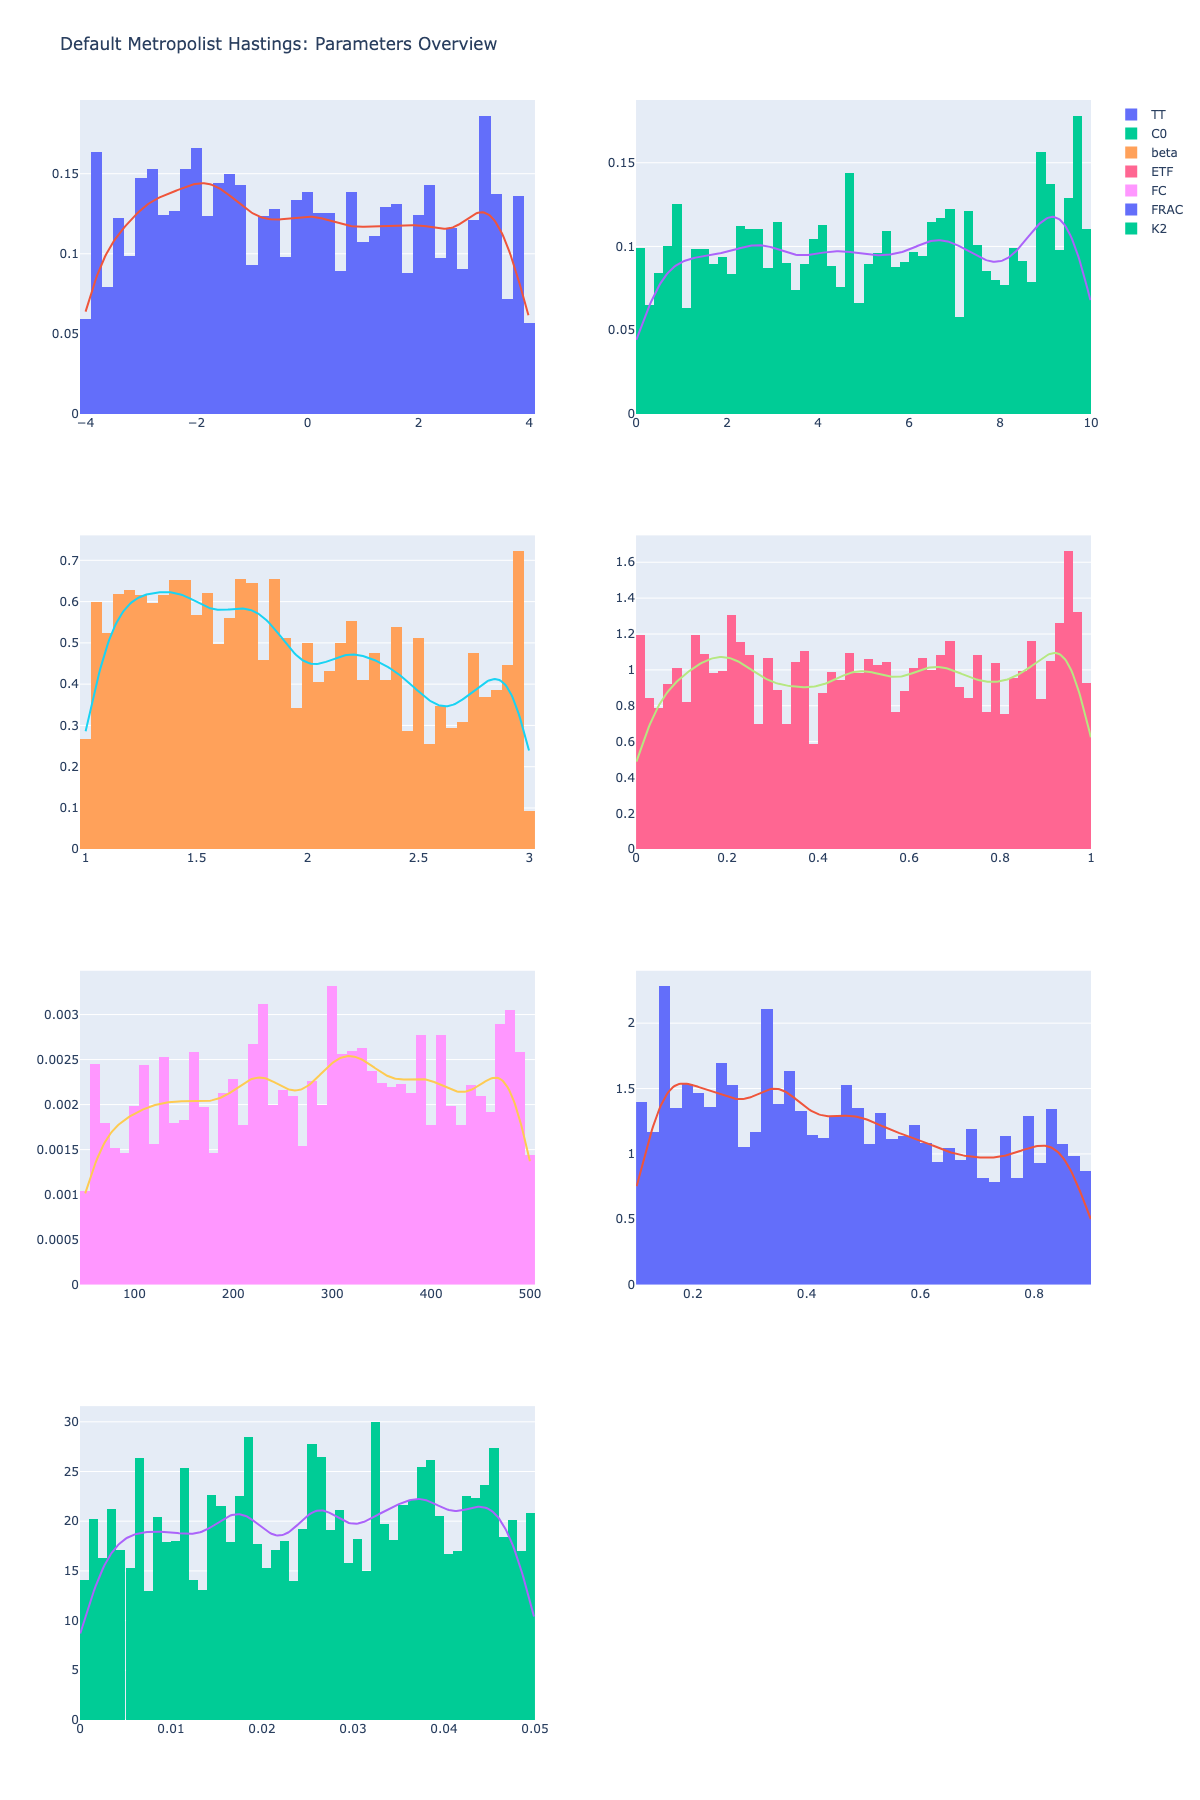 Default Metropolist Hastings: Parameters Overview
0.15
0.1
0.05
0
−4 −2 0 2 4
0.15
0.1
0.05
0
0 2 4 6 8 10
TT
C0
beta
ETF
FC
FRAC
K2
0.7
0.6
0.5
0.4
0.3
0.2
0.1
0
1 1.5 2 2.5 3
1.6
1.4
1.2
1
0.8
0.6
0.4
0.2
0
0 0.2 0.4 0.6 0.8 1
0.003
0.0025
0.002
0.0015
0.001
0.0005
0
100 200 300 400 500
2
1.5
1
0.5
0
0.2 0.4 0.6 0.8
30
25
20
15
10
5
0
0 0.01 0.02 0.03 0.04 0.05